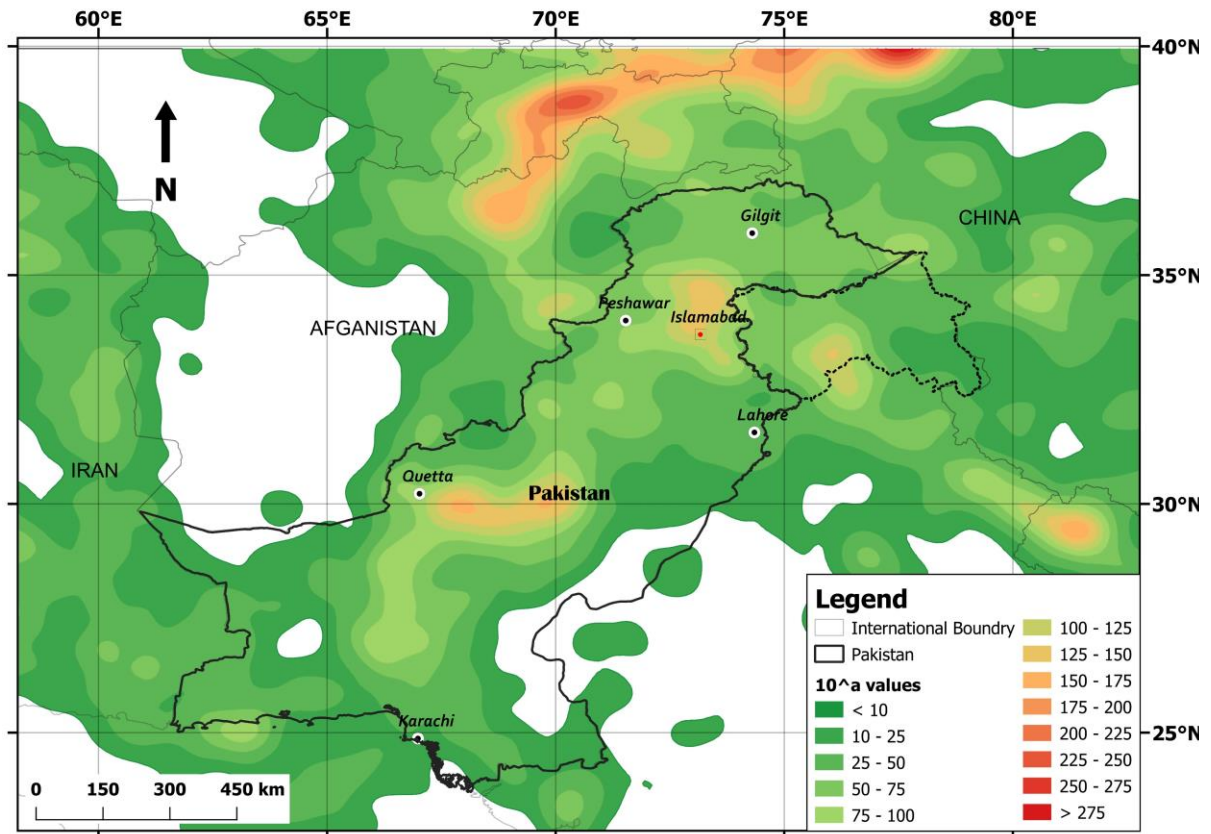 60°E 65°E 70°E 75°E 80°E
40°N
N
Gilgit
CHINA
35°N
Peshawar
Islamabad
AFGANISTAN
Lahore
IRAN
Quetta
Pakistan
30°N
Karachi
25°N
0 150 300 450 km
Legend
International Boundry
Pakistan
10^a values
< 10
10 - 25
25 - 50
50 - 75
75 - 100
100 - 125
125 - 150
150 - 175
175 - 200
200 - 225
225 - 250
250 - 275
> 275